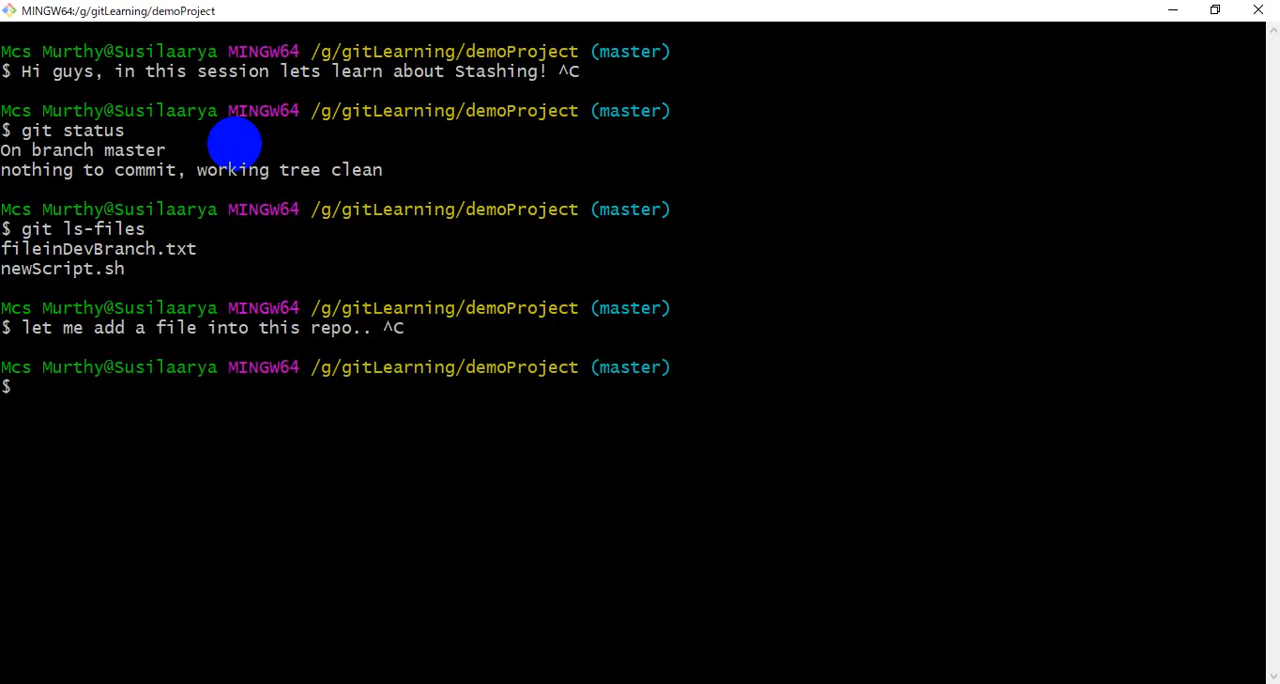 MINGW64:/g/gitLearning/demoProject
Mcs Murthy@Susilaarya MINGW64 /g/gitLearning/demoProject (master)
$ Hi guys, in this session lets learn about Stashing! ^C
Mcs Murthy@Susilaarya MINGW64 /g/gitLearning/demoProject (master)
$ git status
On branch master
nothing to commit, working tree clean
Mcs Murthy@Susilaarya MINGW64 /g/gitLearning/demoProject (master)
$ git ls-files
fileinDevBranch.txt
newScript.sh
Mcs Murthy@Susilaarya MINGW64 /g/gitLearning/demoProject (master)
$ let me add a file into this repo.. ^C
Mcs Murthy@Susilaarya MINGW64 /g/gitLearning/demoProject (master)
$